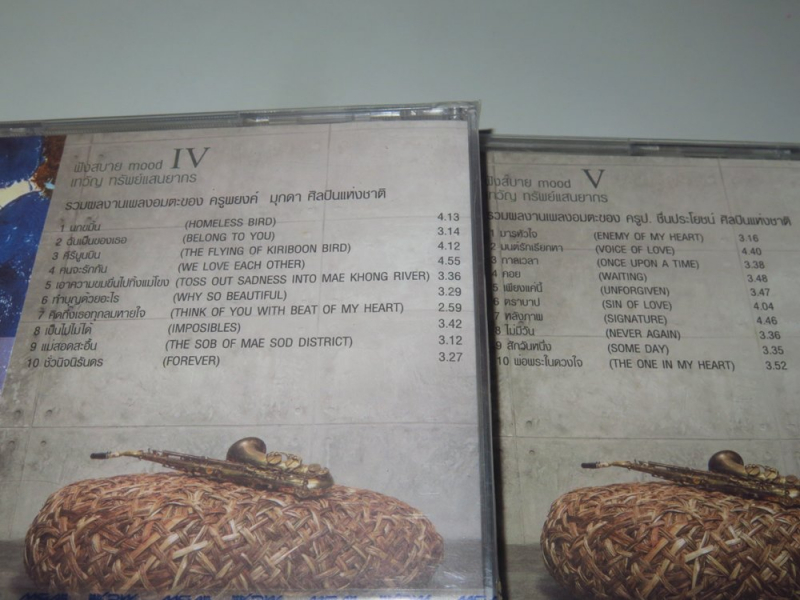 ฟังสบาย mood IV
เทวัญ ทรัพย์แสนยากร
รวมผลงานเพลงอมตะของ ครูพยงค์ มุกดา ศิลปินแห่งชาติ
1 นกขมิ้น (HOMELESS BIRD) 4.13
2 ฉันเป็นของเธอ (BELONG TO YOU) 3.14
3 คีรีบูนบิน (THE FLYING OF KIRIBOON BIRD) 4.12
4 คุณจะรักกัน (WE LOVE EACH OTHER) 4.55
5 เอาความขมขื่นไปทิ้งแม่โขง (TOSS OUT SADNESS INTO MAE KHONG RIVER) 3.36
6 ทำบุญด้วยอะไร (WHY SO BEAUTIFUL) 3.29
7 คิดถึงเธอทุกลมหายใจ (THINK OF YOU WITH BEAT OF MY HEART) 2.59
8 เป็นไปไม่ได้ (IMPOSIBLES) 3.42
9 แม่สอดสะอื้น (THE SOB OF MAE SOD DISTRICT) 3.12
10 ชั่วนิจนิรันดร (FOREVER) 3.27
ฟังสบาย mood V
เทวัญ ทรัพย์แสนยากร
รวมผลงานเพลงอมตะของ ครูป. ชื่นประโยชน์ ศิลปินแห่งชาติ
1 มารหัวใจ (ENEMY OF MY HEART) 3.16
2 มนต์รักเรียกหา (VOICE OF LOVE) 4.40
3 กาลเวลา (ONCE UPON A TIME) 3.38
4 คอย (WAITING) 3.48
5 เพียงแค่นี้ (UNFORGIVEN) 3.47
6 ตราบาป (SIN OF LOVE) 4.04
7 หลังภาพ (SIGNATURE) 4.46
8 ไม่มีวัน (NEVER AGAIN) 3.36
9 สักวันหนึ่ง (SOME DAY) 3.35
10 พ่อพระในดวงใจ (THE ONE IN MY HEART) 3.52